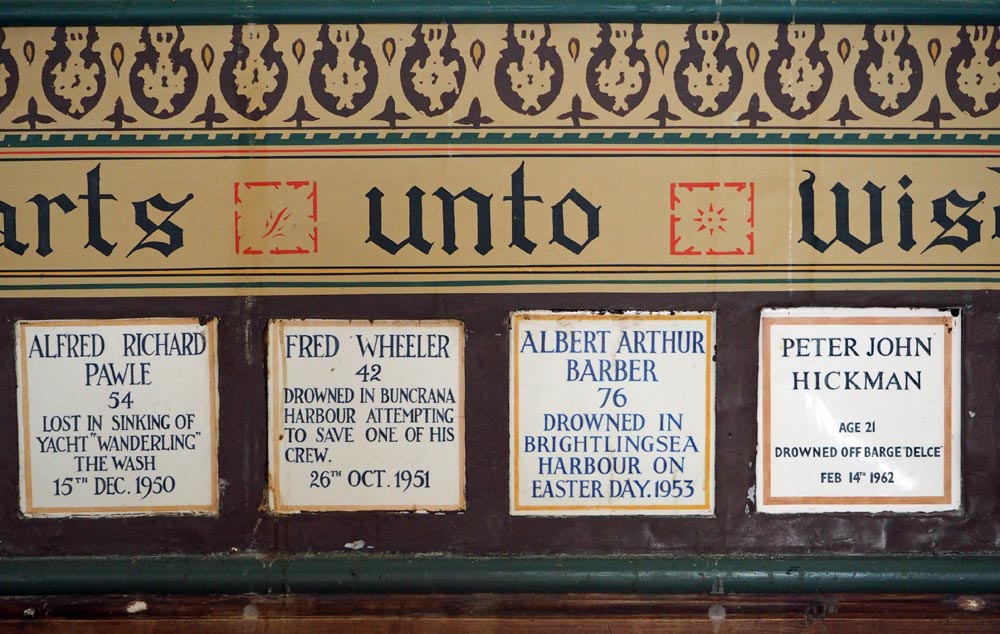 arts unto wis
ALFRED RICHARD
PAWLE
54
LOST IN SINKING OF
YACHT "WANDERLING"
THE WASH
15TH DEC. 1950
FRED WHEELER
42
DROWNED IN BUNCRANA
HARBOUR ATTEMPTING
TO SAVE ONE OF HIS
CREW.
26TH OCT. 1951
ALBERT ARTHUR
BARBER
76
DROWNED IN
BRIGHTLINGSEA
HARBOUR ON
EASTER DAY. 1953
PETER JOHN
HICKMAN
AGE 21
DROWNED OFF BARGE 'DELCE'
FEB 14TH 1962